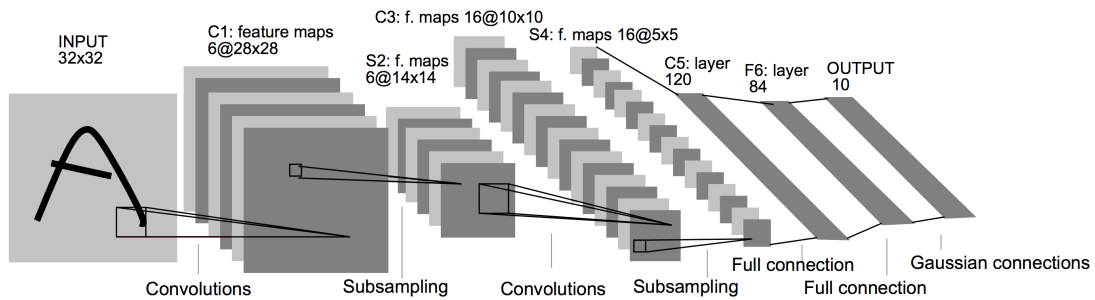 INPUT
32x32
C1: feature maps
6@28x28
S2: f. maps
6@14x14
C3: f. maps 16@10x10
S4: f. maps 16@5x5
C5: layer
120
F6: layer
84
OUTPUT
10
Convolutions
Subsampling
Convolutions
Subsampling
Full connection
Full connection
Gaussian connections